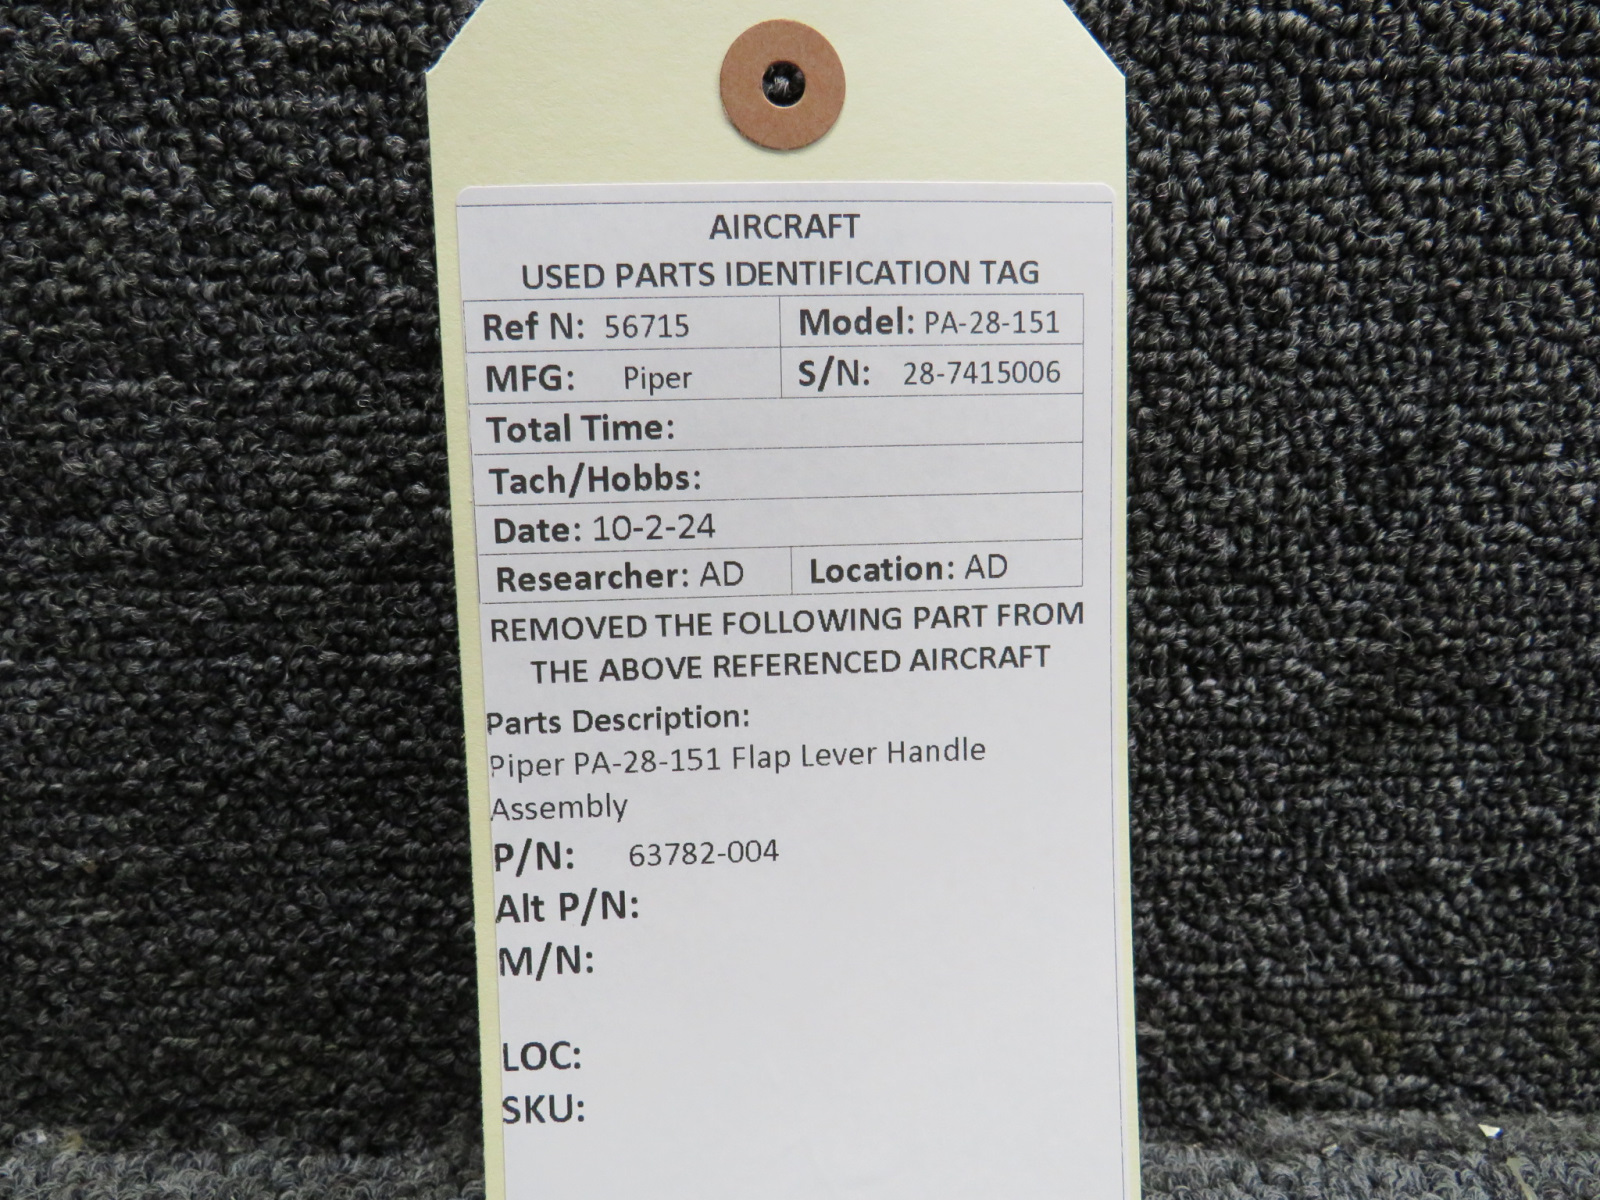 AIRCRAFT
USED PARTS IDENTIFICATION TAG
Ref N: 56715 Model: PA-28-151
MFG: Piper S/N: 28-7415006
Total Time:
Tach/Hobbs:
Date: 10-2-24
Researcher: AD Location: AD
REMOVED THE FOLLOWING PART FROM
THE ABOVE REFERENCED AIRCRAFT
Parts Description:
Piper PA-28-151 Flap Lever Handle
Assembly
P/N: 63782-004
Alt P/N:
M/N:
LOC:
SKU: